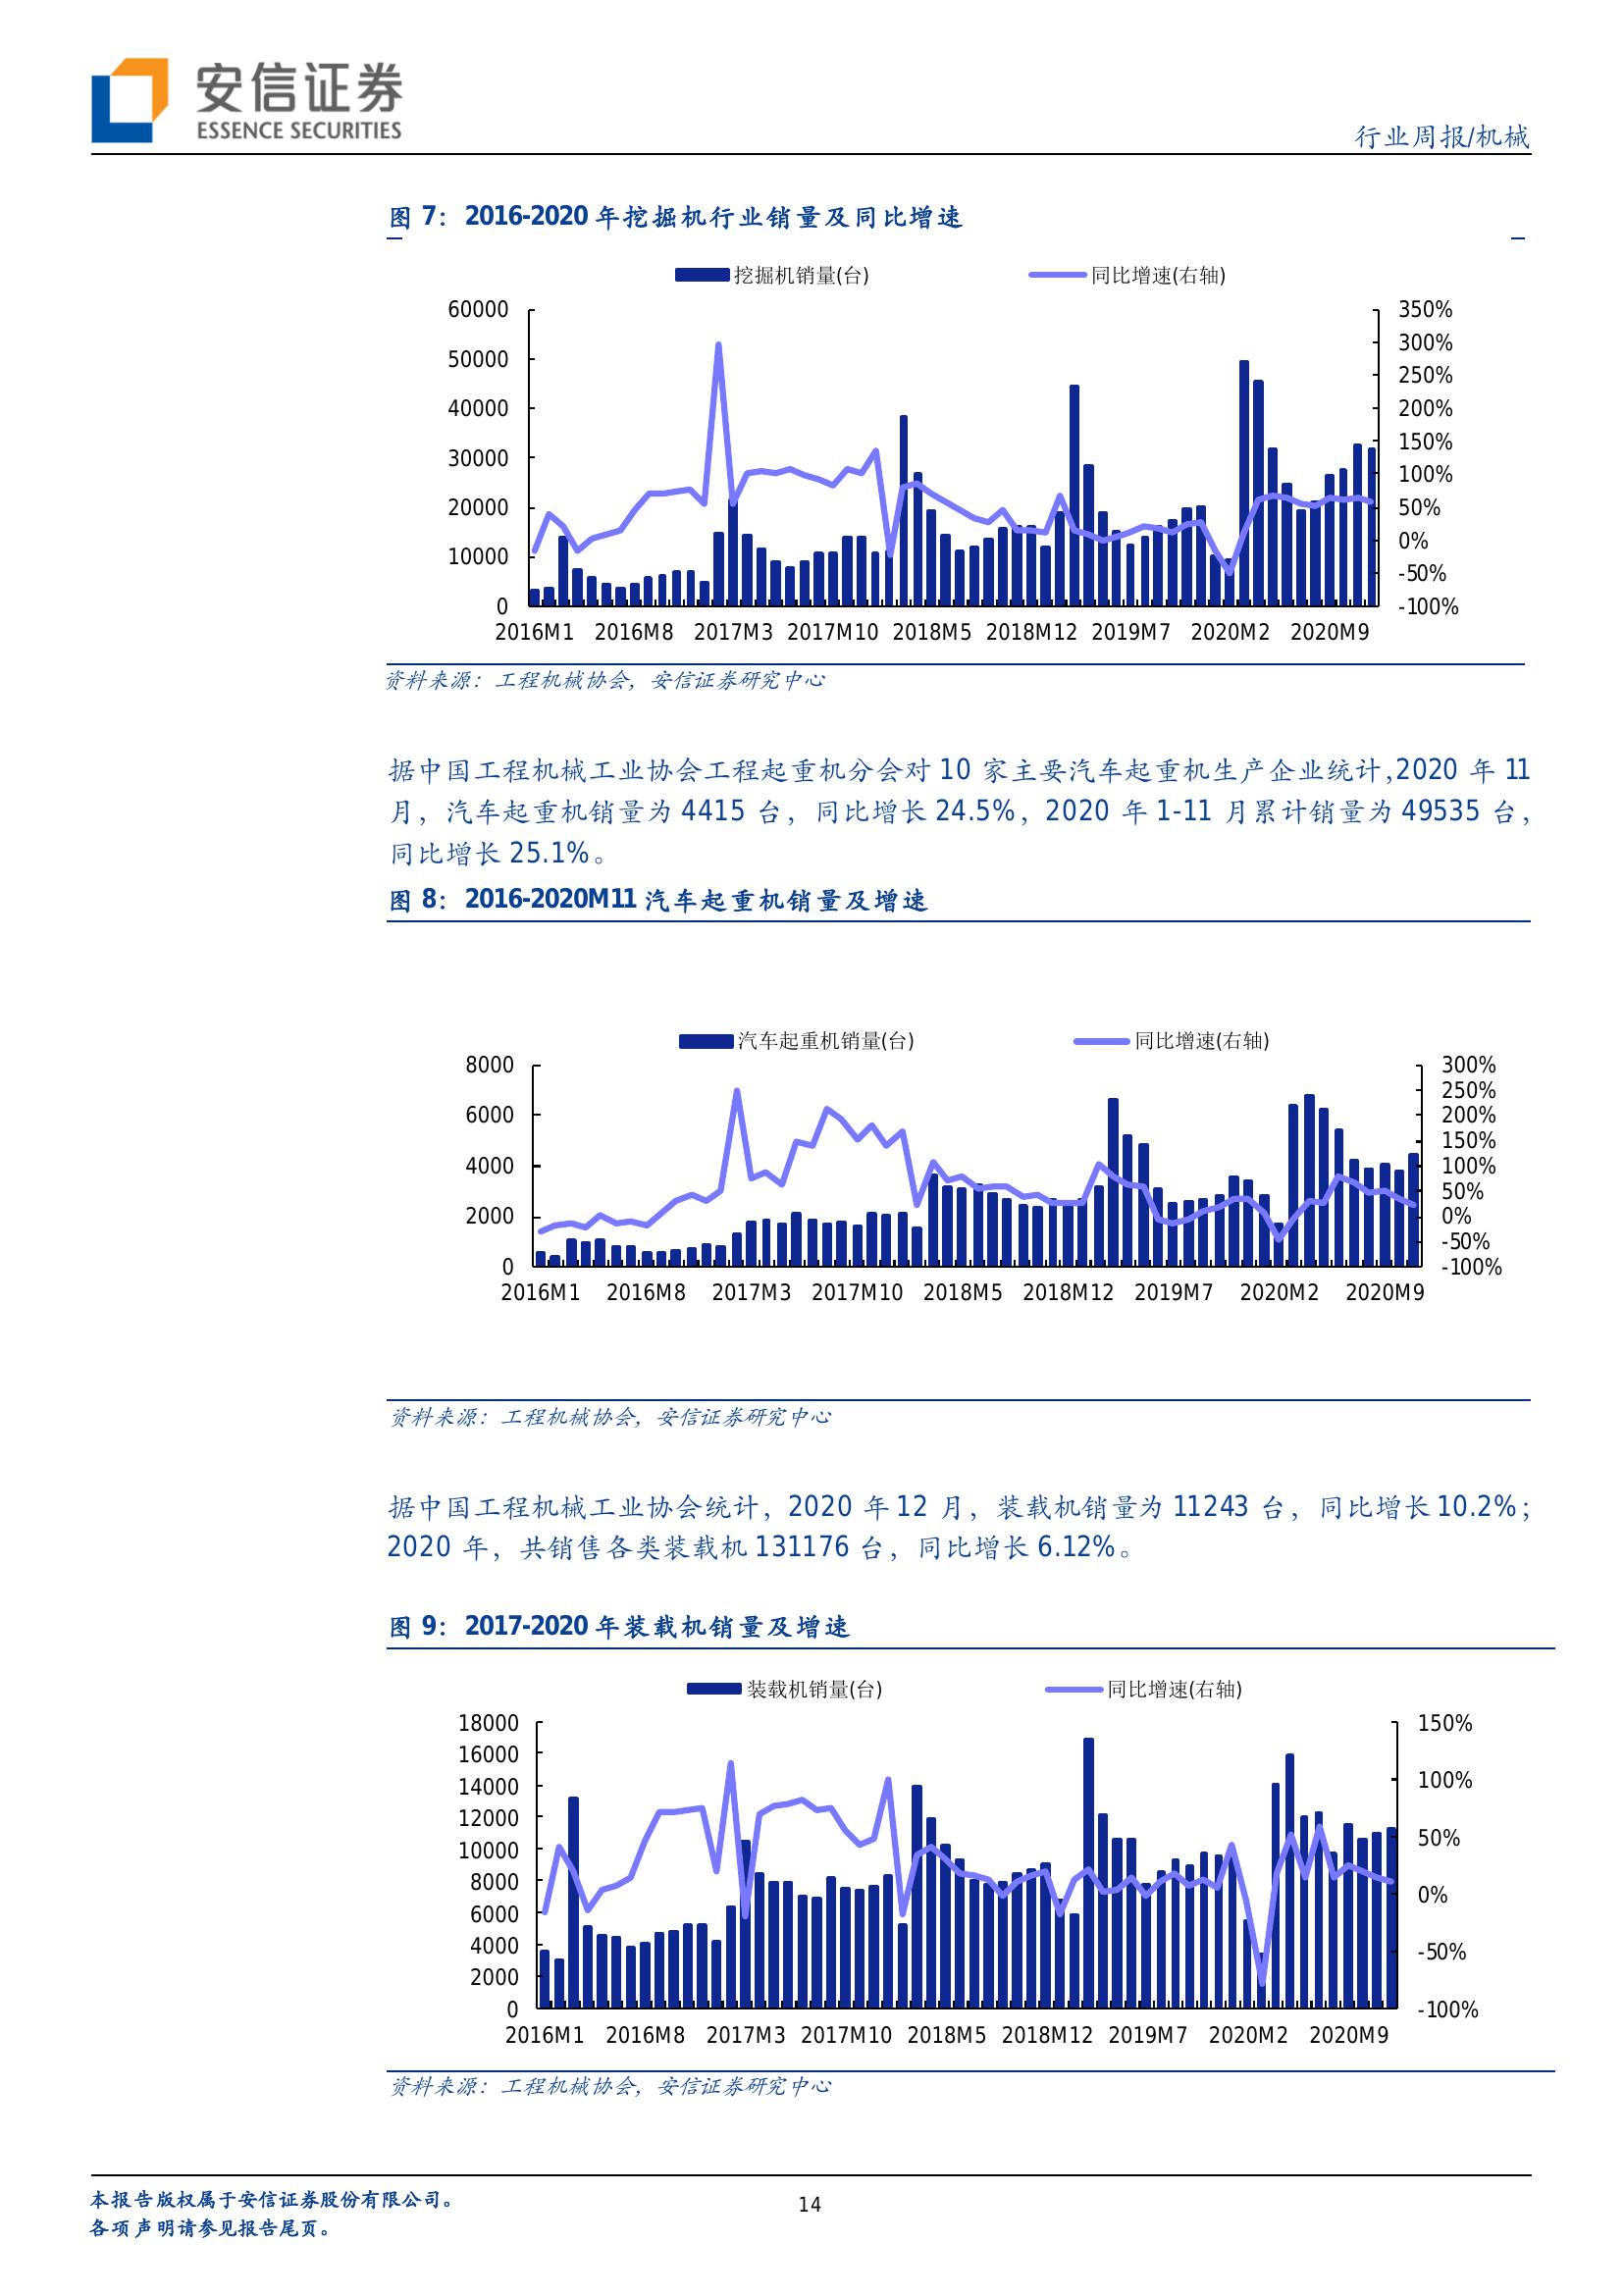 安信证券
ESSENCE SECURITIES
行业周报/机械
图 7：2016-2020 年挖掘机行业销量及同比增速
挖掘机销量(台) 同比增速(右轴)
60000 350%
300%
50000
250%
40000 200%
30000 150%
100%
20000 50%
0%
10000
-50%
0 -100%
2016M1 2016M8 2017M3 2017M10 2018M5 2018M12 2019M7 2020M2 2020M9
资料来源：工程机械协会，安信证券研究中心
据中国工程机械工业协会工程起重机分会对 10 家主要汽车起重机生产企业统计,2020 年 11
月，汽车起重机销量为 4415 台，同比增长 24.5%，2020 年 1-11 月累计销量为 49535 台，
同比增长 25.1%。
图 8：2016-2020M11 汽车起重机销量及增速
汽车起重机销量(台) 同比增速(右轴)
8000 300%
250%
6000 200%
150%
4000 100%
50%
2000 0%
-50%
0 -100%
2016M1 2016M8 2017M3 2017M10 2018M5 2018M12 2019M7 2020M2 2020M9
资料来源：工程机械协会，安信证券研究中心
据中国工程机械工业协会统计，2020 年 12 月，装载机销量为 11243 台，同比增长 10.2%；
2020 年，共销售各类装载机 131176 台，同比增长 6.12%。
图 9：2017-2020 年装载机销量及增速
装载机销量(台) 同比增速(右轴)
18000 150%
16000
14000 100%
12000
10000 50%
8000 0%
6000
4000 -50%
2000
0 -100%
2016M1 2016M8 2017M3 2017M10 2018M5 2018M12 2019M7 2020M2 2020M9
资料来源：工程机械协会，安信证券研究中心
本报告版权属于安信证券股份有限公司。
14
各项声明请参见报告尾页。